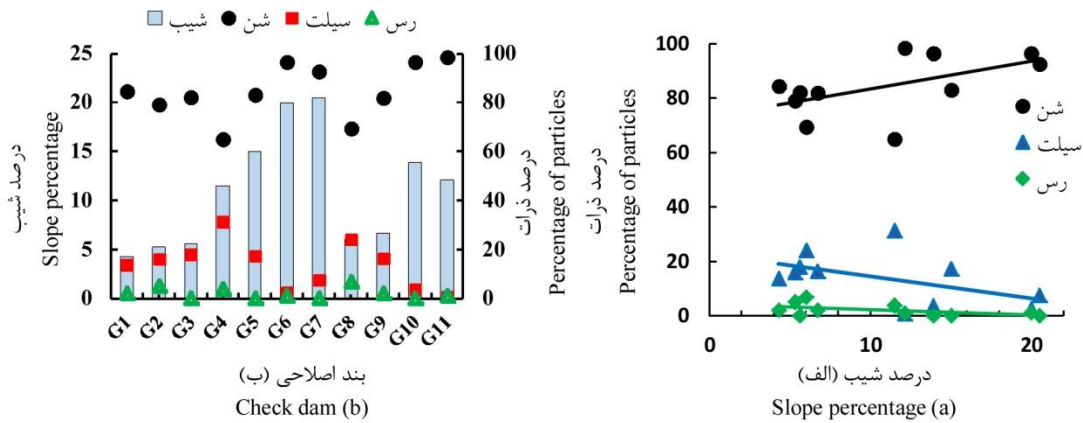 شیب
شن
سیلت
رس
25
20
15
10
5
0
100
80
60
40
20
0
درصد شیب
Slope percentage
درصد ذرات
Percentage of particles
G1
G2
G3
G4
G5
G6
G7
G8
G9
G10
G11
بند اصلاحی (ب)
Check dam (b)
درصد ذرات
Percentage of particles
100
80
60
40
20
0
0
10
20
شن
سیلت
رس
درصد شیب (الف)
Slope percentage (a)